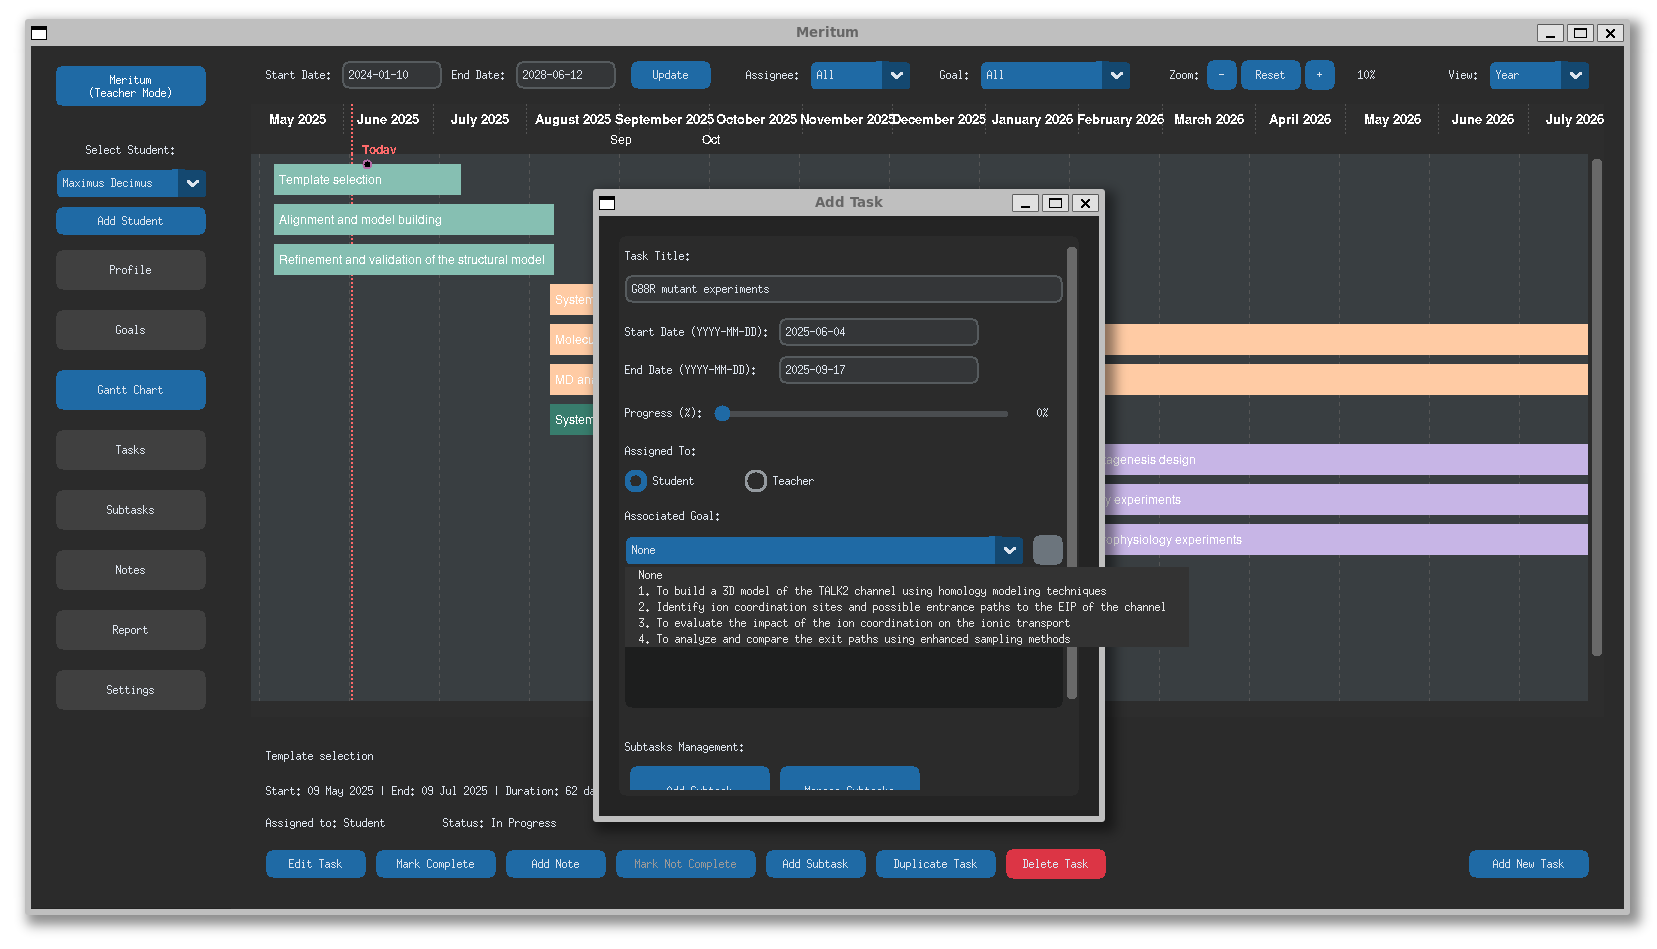 Meritum
Meritum
(Teacher Mode)
Start Date: 2024-01-10 End Date: 2028-06-12 Update Assignee: All Goal: All Zoom: - Reset + 10% View: Year
May 2025 June 2025 July 2025 August 2025 September 2025 October 2025 November 2025 December 2025 January 2026 February 2026 March 2026 April 2026 May 2026 June 2026 July 2026
Sep Oct
Today
Select Student:
Maximus Decimus
Add Student
Profile
Goals
Gantt Chart
Tasks
Subtasks
Notes
Report
Settings
Template selection
Alignment and model building
Refinement and validation of the structural model
System
Molecu
MD ana
System
agenesis design
y experiments
ophysiology experiments
Add Task
Task Title:
G88R mutant experiments
Start Date (YYYY-MM-DD): 2025-06-04
End Date (YYYY-MM-DD): 2025-09-17
Progress (%): 0%
Assigned To:
Student Teacher
Associated Goal:
None
None
1. To build a 3D model of the TALK2 channel using homology modeling techniques
2. Identify ion coordination sites and possible entrance paths to the EIP of the channel
3. To evaluate the impact of the ion coordination on the ionic transport
4. To analyze and compare the exit paths using enhanced sampling methods
Subtasks Management:
Add Subtask Manage Subtasks
Template selection
Start: 09 May 2025 | End: 09 Jul 2025 | Duration: 62 da
Assigned to: Student Status: In Progress
Edit Task Mark Complete Add Note Mark Not Complete Add Subtask Duplicate Task Delete Task Add New Task